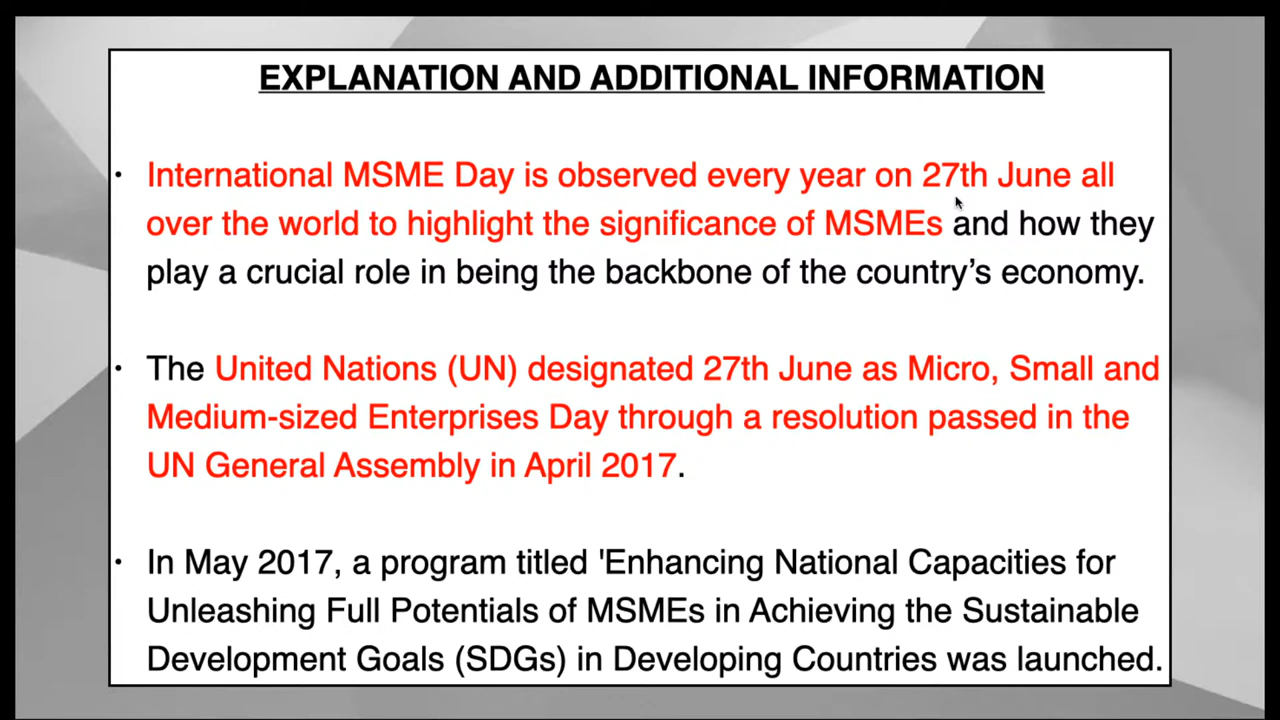 EXPLANATION AND ADDITIONAL INFORMATION
• International MSME Day is observed every year on 27th June all
over the world to highlight the significance of MSMEs and how they
play a crucial role in being the backbone of the country’s economy.
• The United Nations (UN) designated 27th June as Micro, Small and
Medium-sized Enterprises Day through a resolution passed in the
UN General Assembly in April 2017.
• In May 2017, a program titled 'Enhancing National Capacities for
Unleashing Full Potentials of MSMEs in Achieving the Sustainable
Development Goals (SDGs) in Developing Countries was launched.